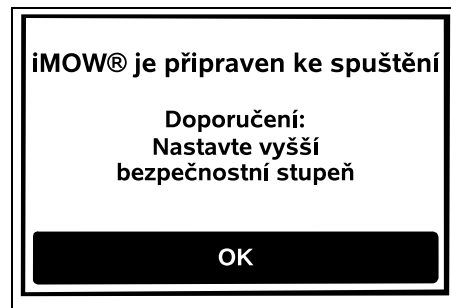 iMOW® je připraven ke spuštění
Doporučení:
Nastavte vyšší
bezpečnostní stupeň
OK